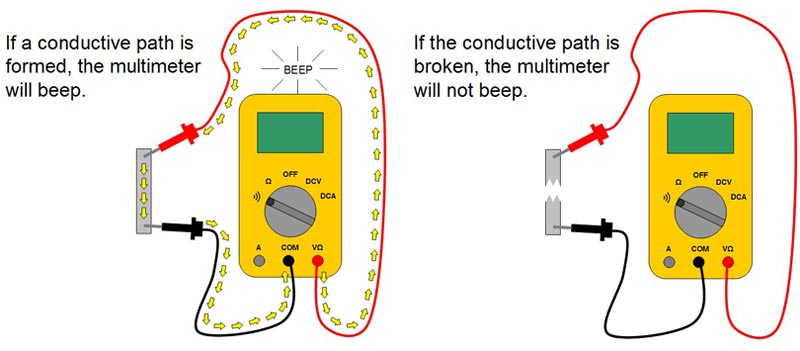 If a conductive path is
formed, the multimeter
will beep.
BEEP
OFF
Ω DCV
DCA
A COM VΩ
If the conductive path is
broken, the multimeter
will not beep.
OFF
Ω DCV
DCA
A COM VΩ